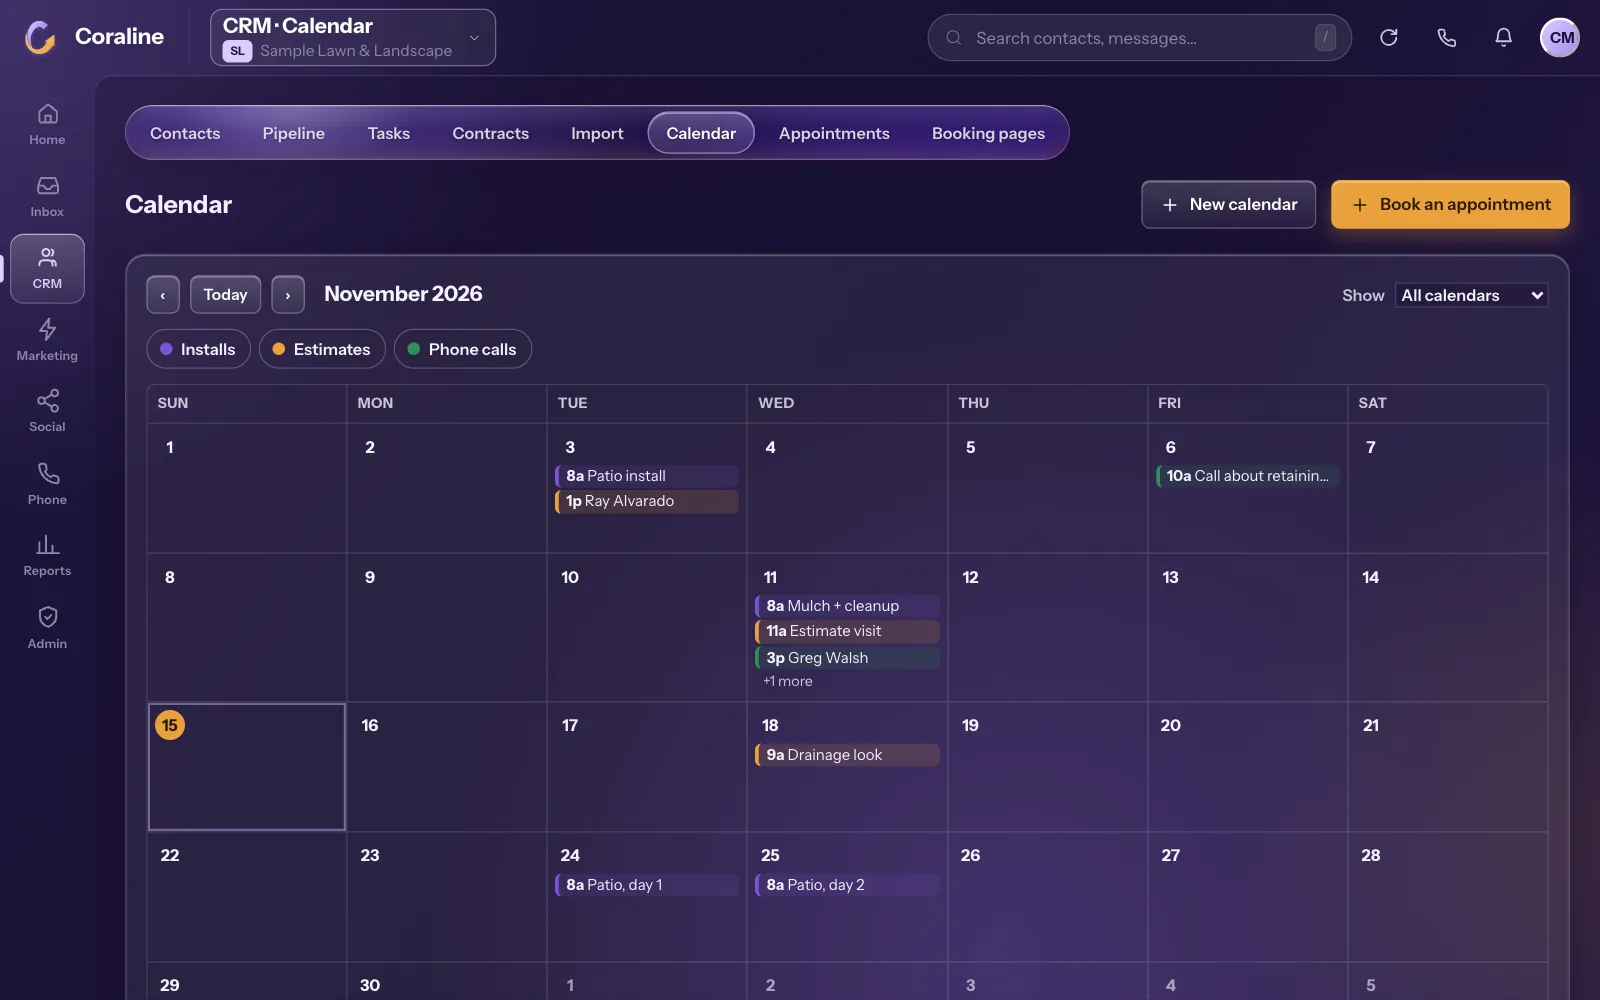 Coraline
CRM · Calendar
SL Sample Lawn & Landscape
Search contacts, messages... /
CM
Home
Inbox
CRM
Marketing
Social
Phone
Reports
Admin
Contacts Pipeline Tasks Contracts Import Calendar Appointments Booking pages
Calendar
+ New calendar
+ Book an appointment
‹ Today › November 2026
Show All calendars
Installs Estimates Phone calls
SUN MON TUE WED THU FRI SAT
1 2 3 4 5 6 7
8a Patio install
1p Ray Alvarado
10a Call about retainin...
8 9 10 11 12 13 14
8a Mulch + cleanup
11a Estimate visit
3p Greg Walsh
+1 more
15 16 17 18 19 20 21
9a Drainage look
22 23 24 25 26 27 28
8a Patio, day 1
8a Patio, day 2
29 30 1 2 3 4 5